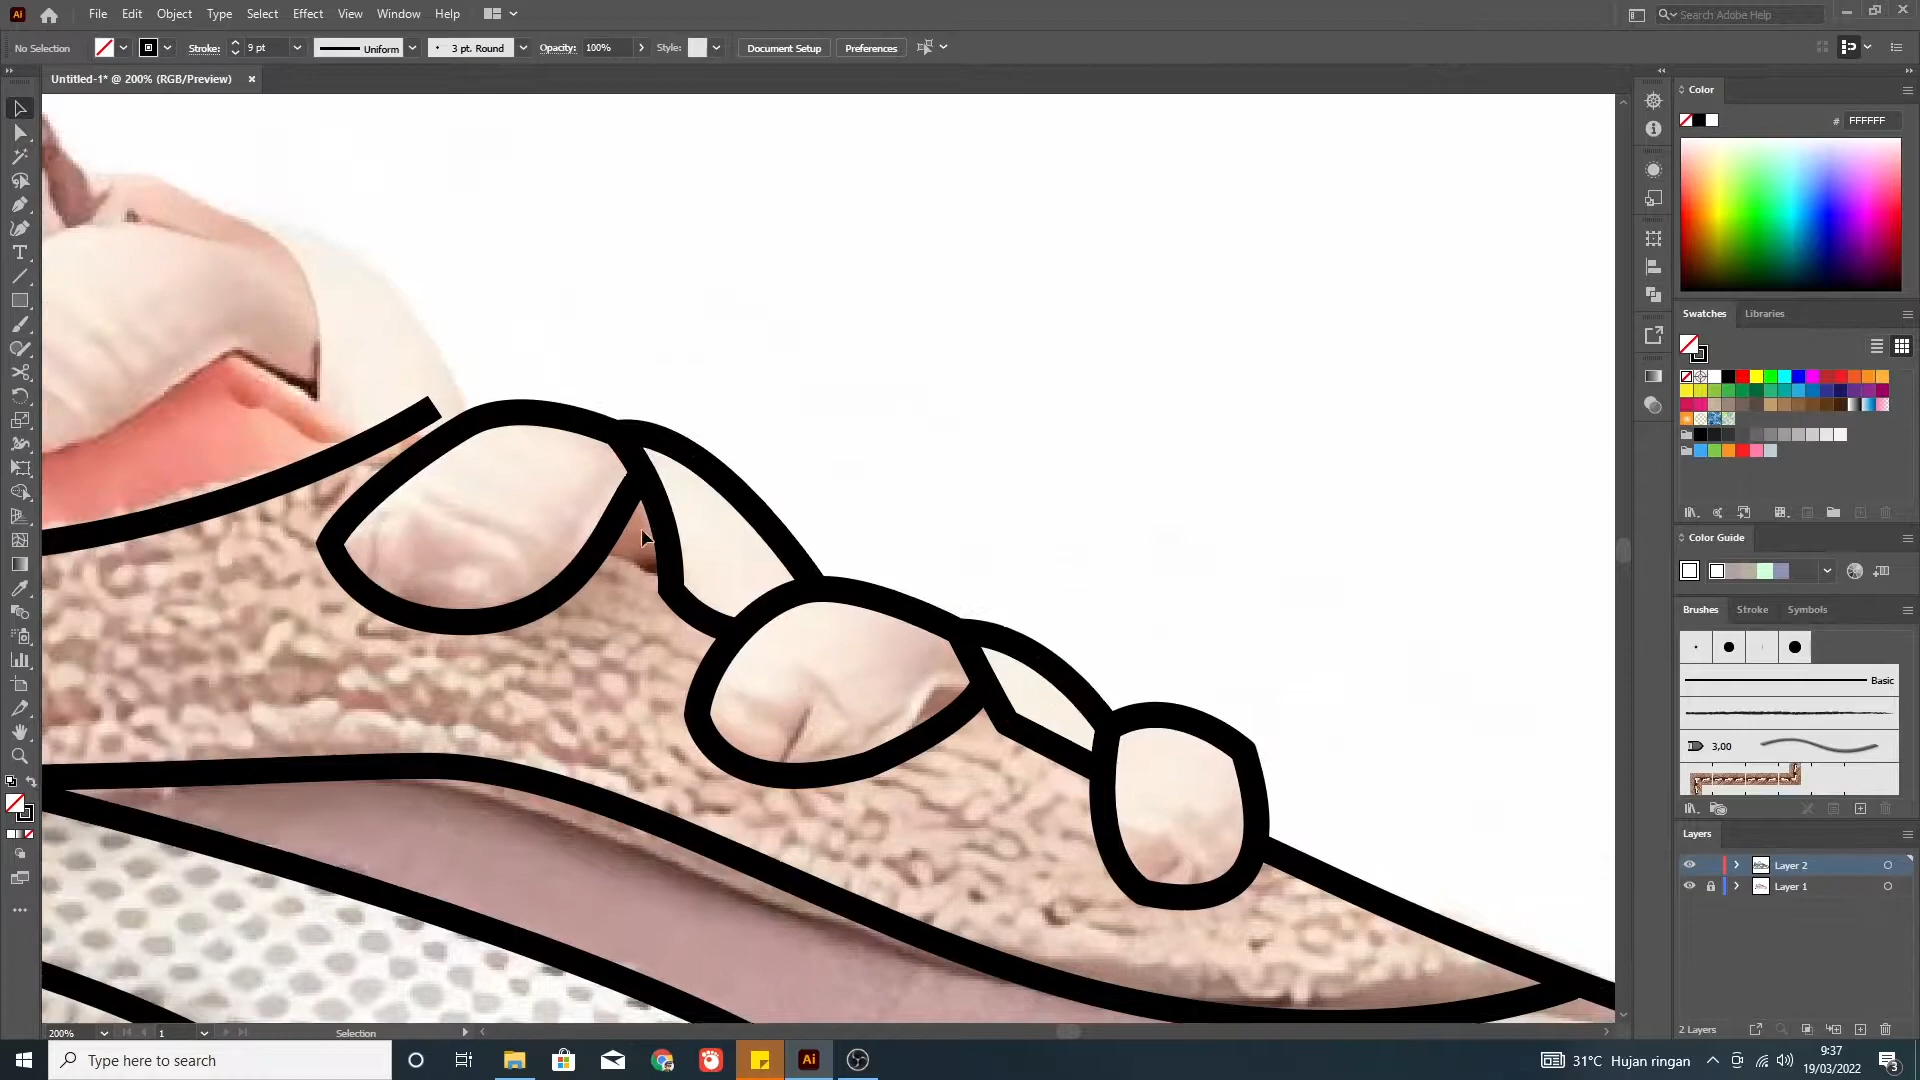 Ai File Edit Object Type Select Effect View Window Help Search Adobe Help
No Selection Stroke: 9 pt Uniform 3 pt. Round Opacity: 100% Style: Document Setup Preferences
Untitled-1* @ 200% (RGB/Preview)
Color
# FFFFFF
Swatches Libraries
Color Guide
Brushes Stroke Symbols
Basic
3,00
Layers
Layer 2
Layer 1
2 Layers
200% 1 Selection
Type here to search
Ai
31°C Hujan ringan
9:37
19/03/2022
3